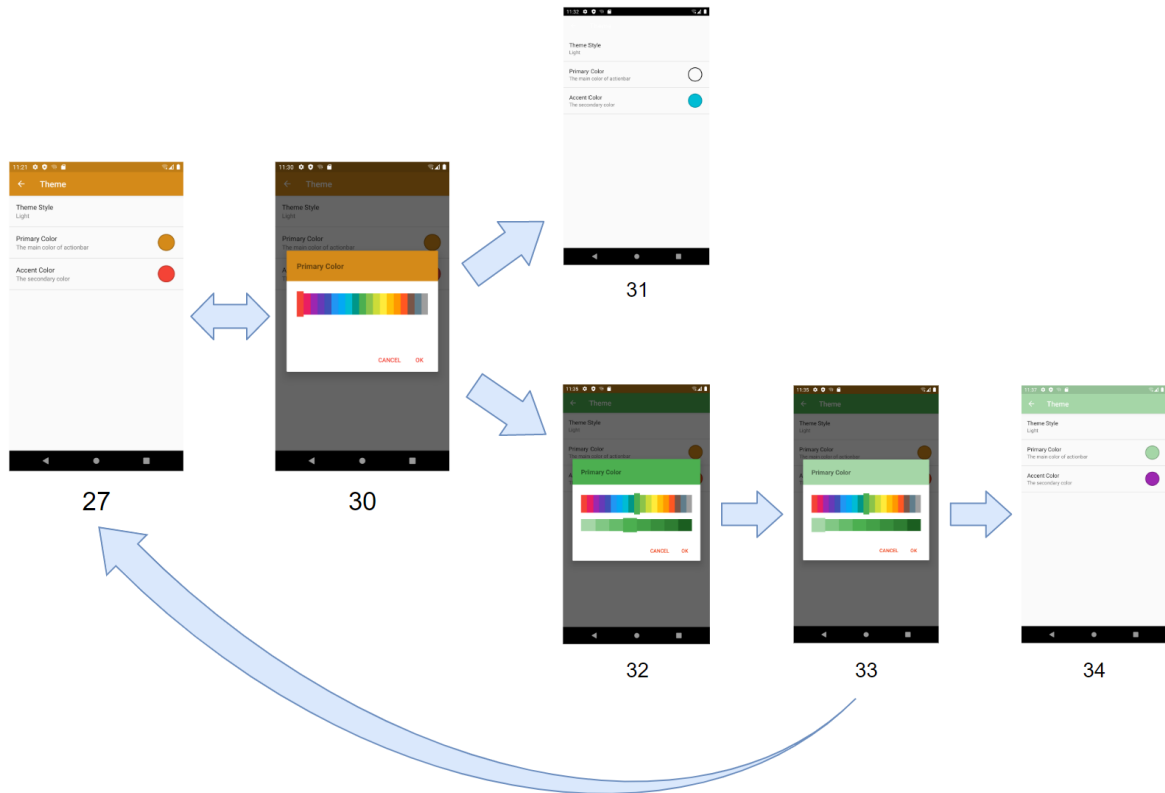 11:32
Theme Style
Light
Primary Color
The main color of actionbar
Accent Color
The secondary color
31
11:21
Theme
Theme Style
Light
Primary Color
The main color of actionbar
Accent Color
The secondary color
27
11:30
Theme
Theme Style
Light
Primary Color
The main color of actionbar
A
Th
Primary Color
CANCEL OK
30
11:35
Theme
Theme Style
Light
Primary Color
The main color of actionbar
Primary Color
CANCEL OK
32
11:35
Theme
Theme Style
Light
Primary Color
The main color of actionbar
Primary Color
CANCEL OK
33
11:37
Theme
Theme Style
Light
Primary Color
The main color of actionbar
Accent Color
The secondary color
34